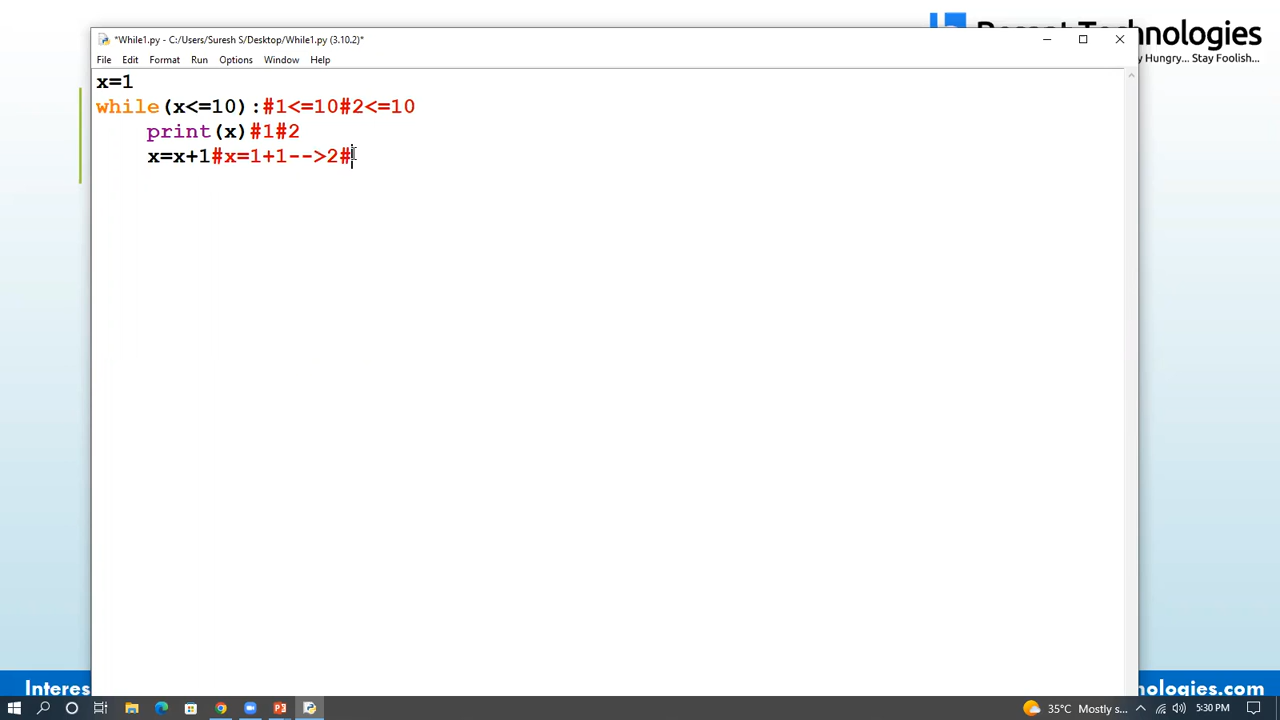 Technologies
*While1.py - C:/Users/Suresh S/Desktop/While1.py (3.10.2)*
y Hungry... Stay Foolish...
File Edit Format Run Options Window Help
x=1
while(x<=10):#1<=10#2<=10
print(x)#1#2
x=x+1#x=1+1-->2#
Interes
nologies.com
35°C Mostly s...
5:30 PM